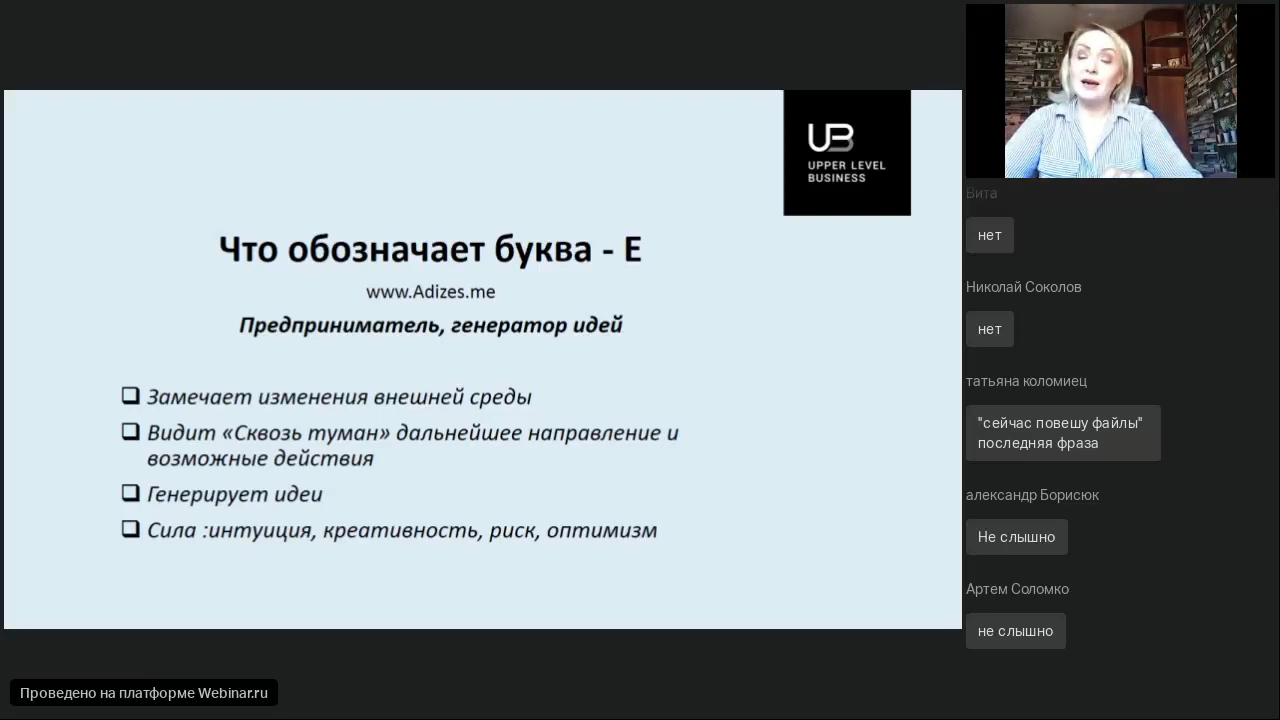 UB
UPPER LEVEL
BUSINESS
Что обозначает буква - Е
www.Adizes.me
Предприниматель, генератор идей
Замечает изменения внешней среды
Видит «Сквозь туман» дальнейшее направление и
возможные действия
Генерирует идеи
Сила :интуиция, креативность, риск, оптимизм
Вита
нет
Николай Соколов
нет
татьяна коломиец
"сейчас повешу файлы"
последняя фраза
александр Борисюк
Не слышно
Артем Соломко
не слышно
Проведено на платформе Webinar.ru